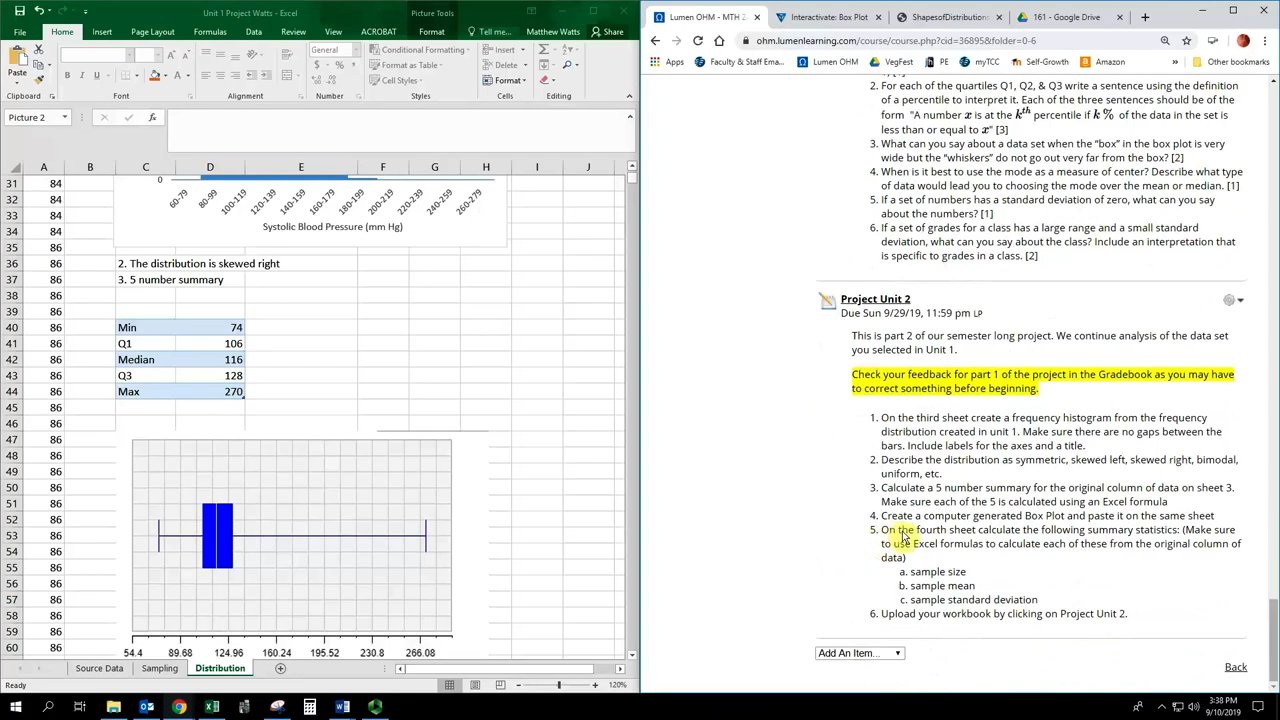 Unit 1 Project Watts - Excel
Picture Tools
File
Home
Insert
Page Layout
Formulas
Data
Review
View
ACROBAT
Format
Tell me...
Matthew Watts
Share
Paste
Clipboard
Font
Alignment
General
Number
Conditional Formatting
Format as Table
Cell Styles
Styles
Insert
Delete
Format
Cells
Editing
Picture 2
fx
A B C D E F G H I J
31 84
32 84
33 84
34 84
35 84
36 86 2. The distribution is skewed right
37 86 3. 5 number summary
38 86
39 86
40 86 Min 74
41 86 Q1 106
42 86 Median 116
43 86 Q3 128
44 86 Max 270
45 86
46 86
47 86
48 86
49 86
50 86
51 86
52 86
53 86
54 86
55 86
56 86
57 86
58 86
59 86
60 86
0
60-79 80-99 100-119 120-139 140-159 160-179 180-199 200-219 220-239 240-259 260-279
Systolic Blood Pressure (mm Hg)
54.4 89.68 124.96 160.24 195.52 230.8 266.08
Source Data Sampling Distribution
Ready
120%
Lumen OHM - MTH 2
Interactivate: Box Plot
ShapesofDistributions
161 - Google Drive
ohm.lumenlearning.com/course/course.php?cid=36895&folder=0-6
Apps
Faculty & Staff Ema...
Lumen OHM
VegFest
PE
myTCC
Self-Growth
Amazon
Other bookmarks
2. For each of the quartiles Q1, Q2, & Q3 write a sentence using the definition
of a percentile to interpret it. Each of the three sentences should be of the
form "A number x is at the kth percentile if k% of the data in the set is
less than or equal to x" [3]
3. What can you say about a data set when the "box" in the box plot is very
wide but the "whiskers" do not go out very far from the box? [2]
4. When is it best to use the mode as a measure of center? Describe what type
of data would lead you to choosing the mode over the mean or median. [1]
5. If a set of numbers has a standard deviation of zero, what can you say
about the numbers? [1]
6. If a set of grades for a class has a large range and a small standard
deviation, what can you say about the class? Include an interpretation that
is specific to grades in a class. [2]
Project Unit 2
Due Sun 9/29/19, 11:59 pm LP
This is part 2 of our semester long project. We continue analysis of the data set
you selected in Unit 1.
Check your feedback for part 1 of the project in the Gradebook as you may have
to correct something before beginning.
1. On the third sheet create a frequency histogram from the frequency
distribution created in unit 1. Make sure there are no gaps between the
bars. Include labels for the axes and a title.
2. Describe the distribution as symmetric, skewed left, skewed right, bimodal,
uniform, etc.
3. Calculate a 5 number summary for the original column of data on sheet 3.
Make sure each of the 5 is calculated using an Excel formula
4. Create a computer generated Box Plot and paste it on the same sheet
5. On the fourth sheet calculate the following summary statistics: (Make sure
to use Excel formulas to calculate each of these from the original column of
data)
a. sample size
b. sample mean
c. sample standard deviation
6. Upload your workbook by clicking on Project Unit 2.
Add An Item...
Back
3:38 PM
9/10/2019